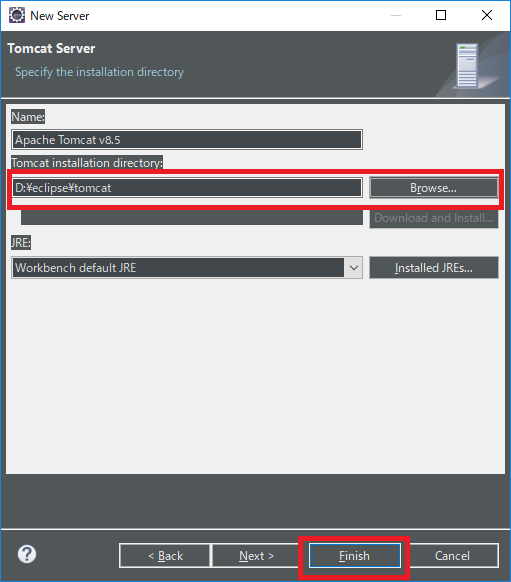 New Server
Tomcat Server
Specify the installation directory
Name:
Apache Tomcat v8.5
Tomcat installation directory:
D:¥eclipse¥tomcat
Browse...
Download and Install...
JRE:
Workbench default JRE
Installed JREs...
?
< Back
Next >
Finish
Cancel